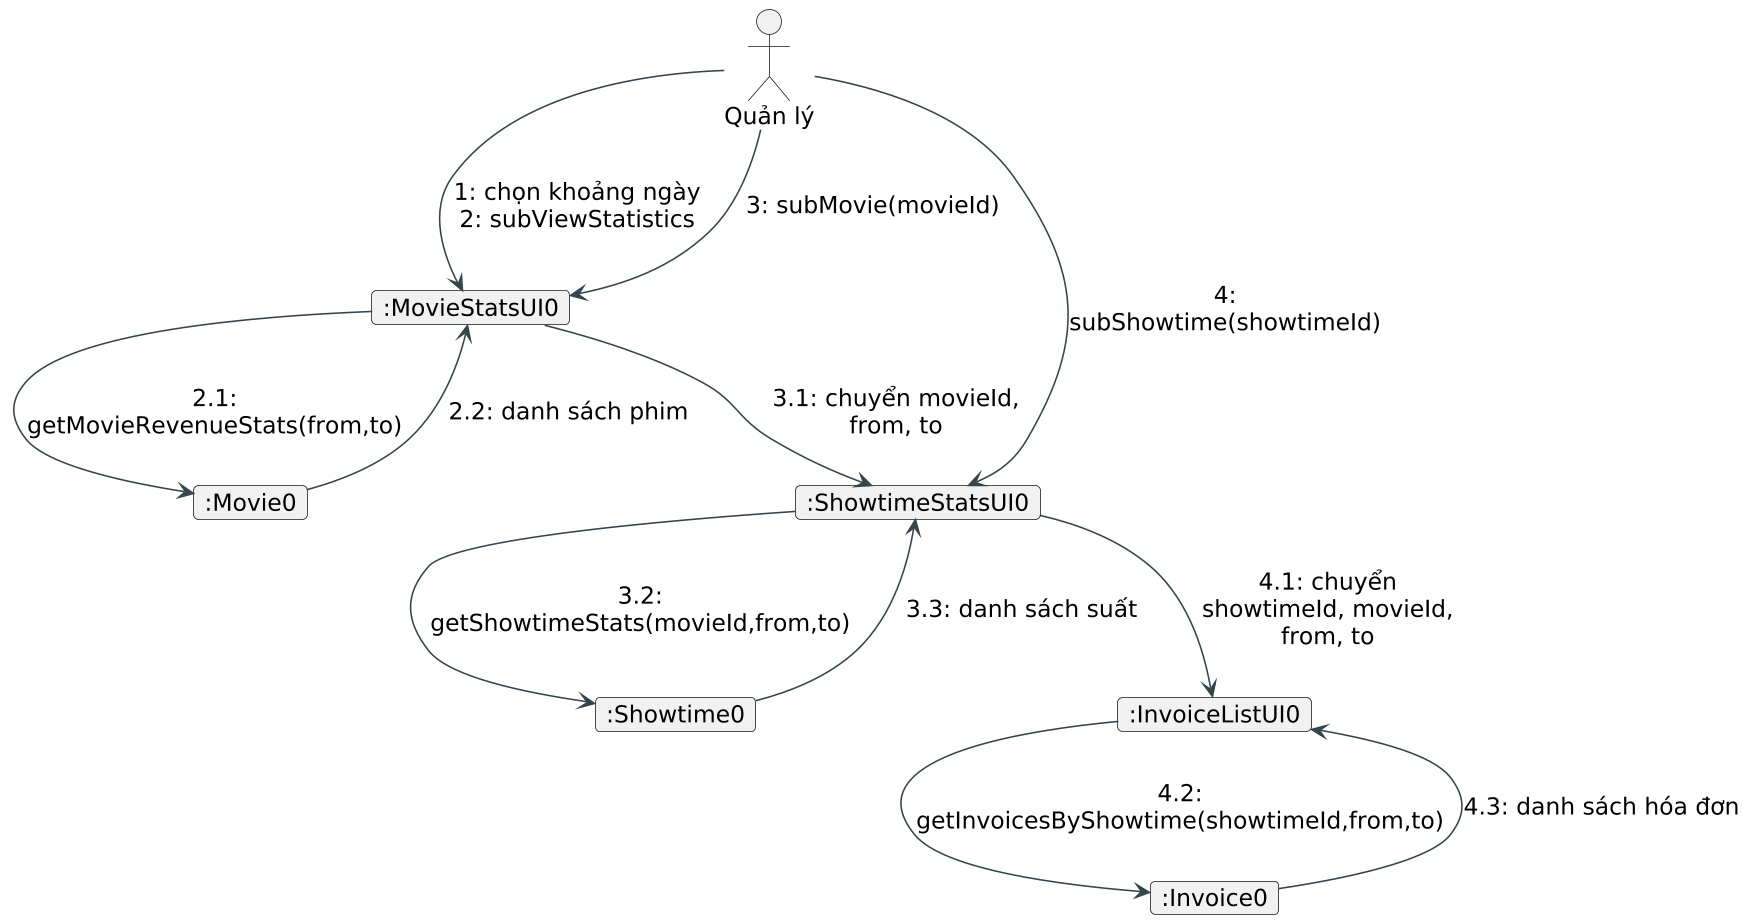 Quản lý
1: chọn khoảng ngày
2: subViewStatistics
3: subMovie(movieId)
4:
subShowtime(showtimeId)
:MovieStatsUI0
2.1:
getMovieRevenueStats(from,to)
2.2: danh sách phim
3.1: chuyển movieId,
from, to
:Movie0
:ShowtimeStatsUI0
3.2:
getShowtimeStats(movieId,from,to)
3.3: danh sách suất
4.1: chuyển
showtimeId, movieId,
from, to
:Showtime0
:InvoiceListUI0
4.2:
getInvoicesByShowtime(showtimeId,from,to)
4.3: danh sách hóa đơn
:Invoice0